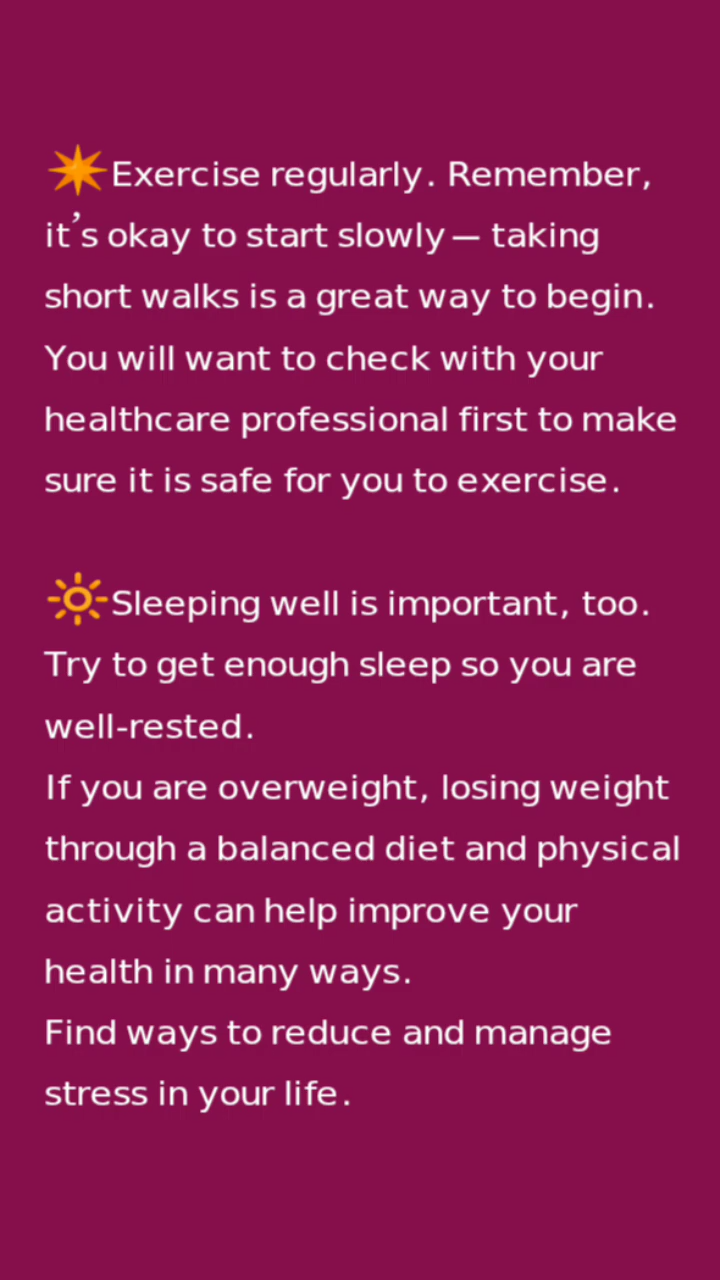 ✴Exercise regularly. Remember,
it’s okay to start slowly — taking
short walks is a great way to begin.
You will want to check with your
healthcare professional first to make
sure it is safe for you to exercise.
🔆Sleeping well is important, too.
Try to get enough sleep so you are
well-rested.
If you are overweight, losing weight
through a balanced diet and physical
activity can help improve your
health in many ways.
Find ways to reduce and manage
stress in your life.